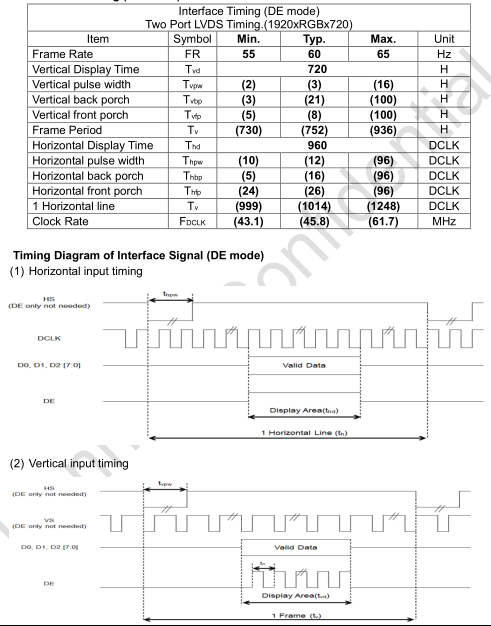 Interface Timing (DE mode)
Two Port LVDS Timing.(1920xRGBx720)
Item Symbol Min. Typ. Max. Unit
Frame Rate FR 55 60 65 Hz
Vertical Display Time Tvd 720 H
Vertical pulse width Tvpw (2) (3) (16) H
Vertical back porch Tvbp (3) (21) (100) H
Vertical front porch Tvfp (5) (8) (100) H
Frame Period Tv (730) (752) (936) H
Horizontal Display Time Thd 960 DCLK
Horizontal pulse width Thpw (10) (12) (96) DCLK
Horizontal back porch Thbp (5) (16) (96) DCLK
Horizontal front porch Thfp (24) (26) (96) DCLK
1 Horizontal line Tv (999) (1014) (1248) DCLK
Clock Rate FDCLK (43.1) (45.8) (61.7) MHz
Timing Diagram of Interface Signal (DE mode)
(1) Horizontal input timing
HS
(DE only not needed)
thpw
DCLK
D0, D1, D2 [7:0]
Valid Data
DE
Display Area(thd)
1 Horizontal Line (th)
(2) Vertical input timing
HS
(DE only not needed)
tvpw
VS
(DE only not needed)
D0, D1, D2 [7:0]
Valid Data
th
DE
Display Area(tvd)
1 Frame (tv)
Confidential